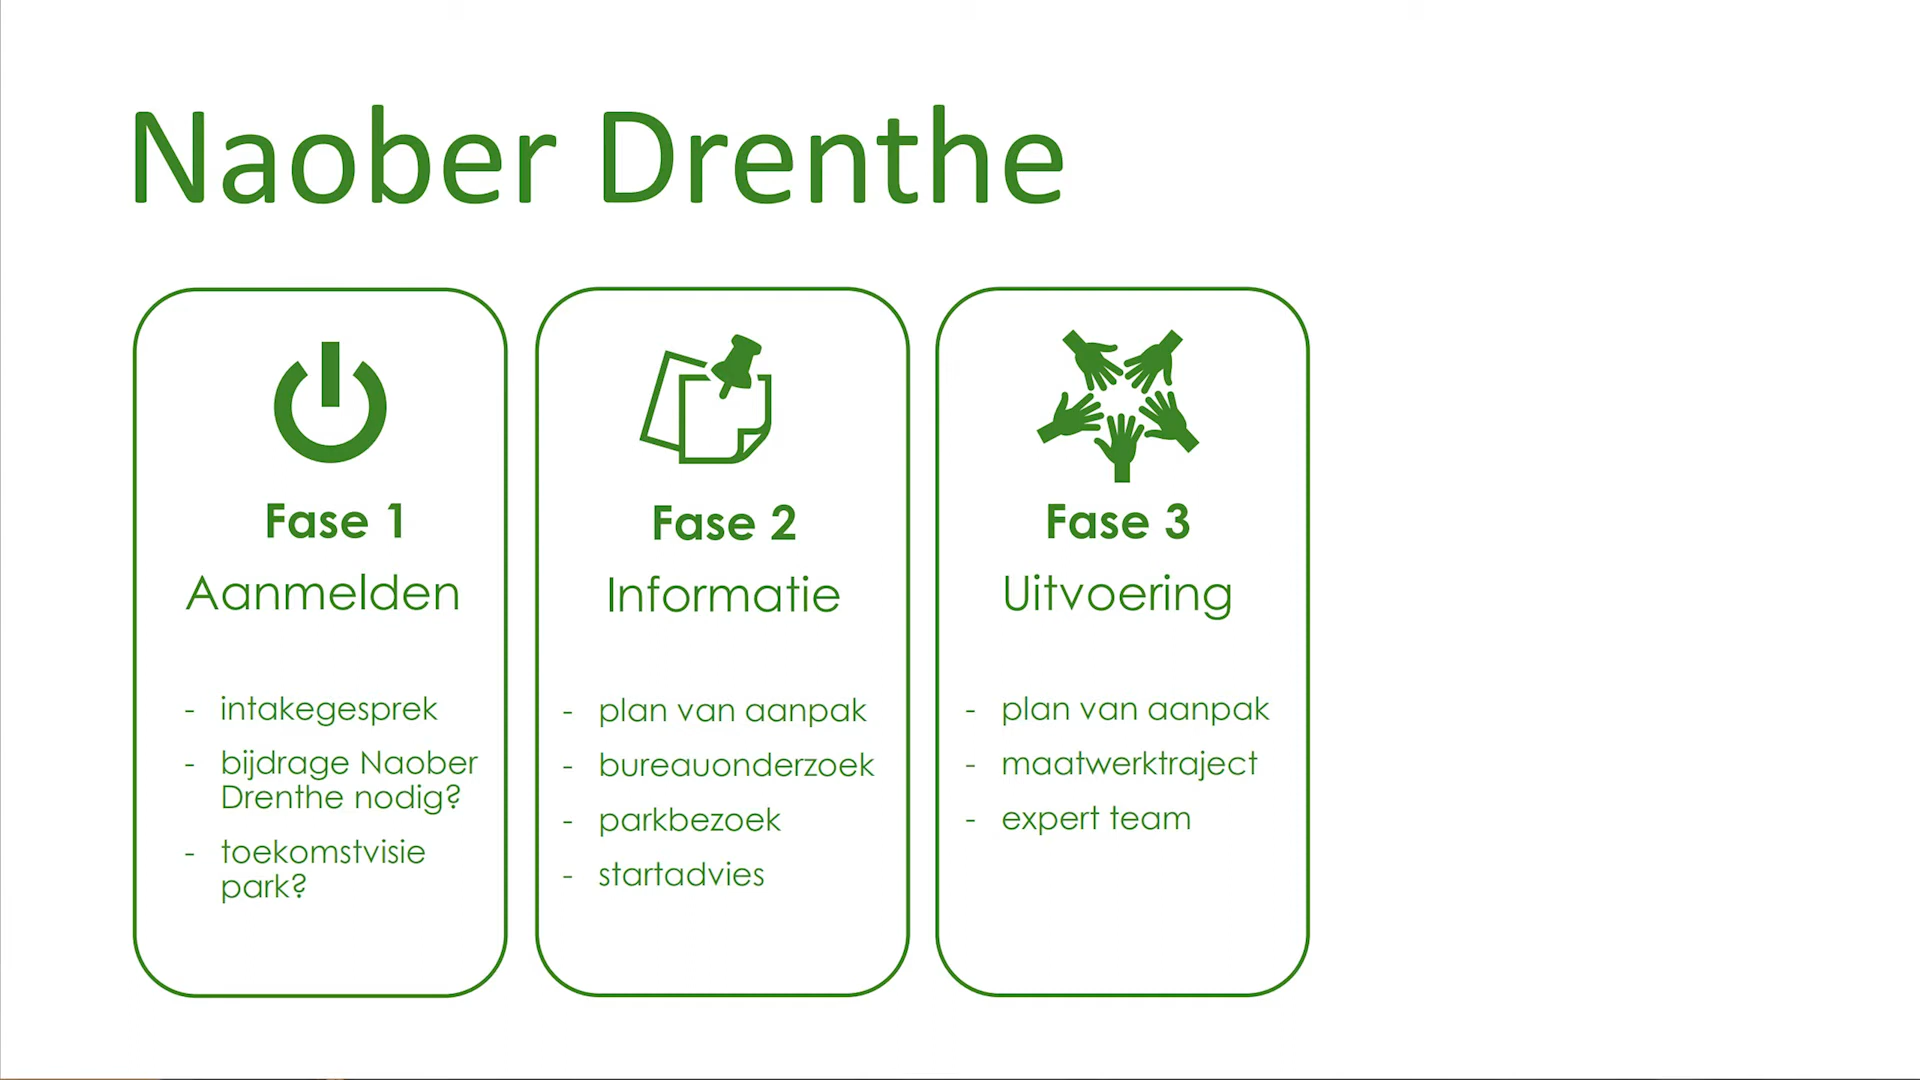 Naober Drenthe
Fase 1
Aanmelden
- intakegesprek
- bijdrage Naober
Drenthe nodig?
- toekomstvisie
park?
Fase 2
Informatie
- plan van aanpak
- bureauonderzoek
- parkbezoek
- startadvies
Fase 3
Uitvoering
- plan van aanpak
- maatwerktraject
- expert team